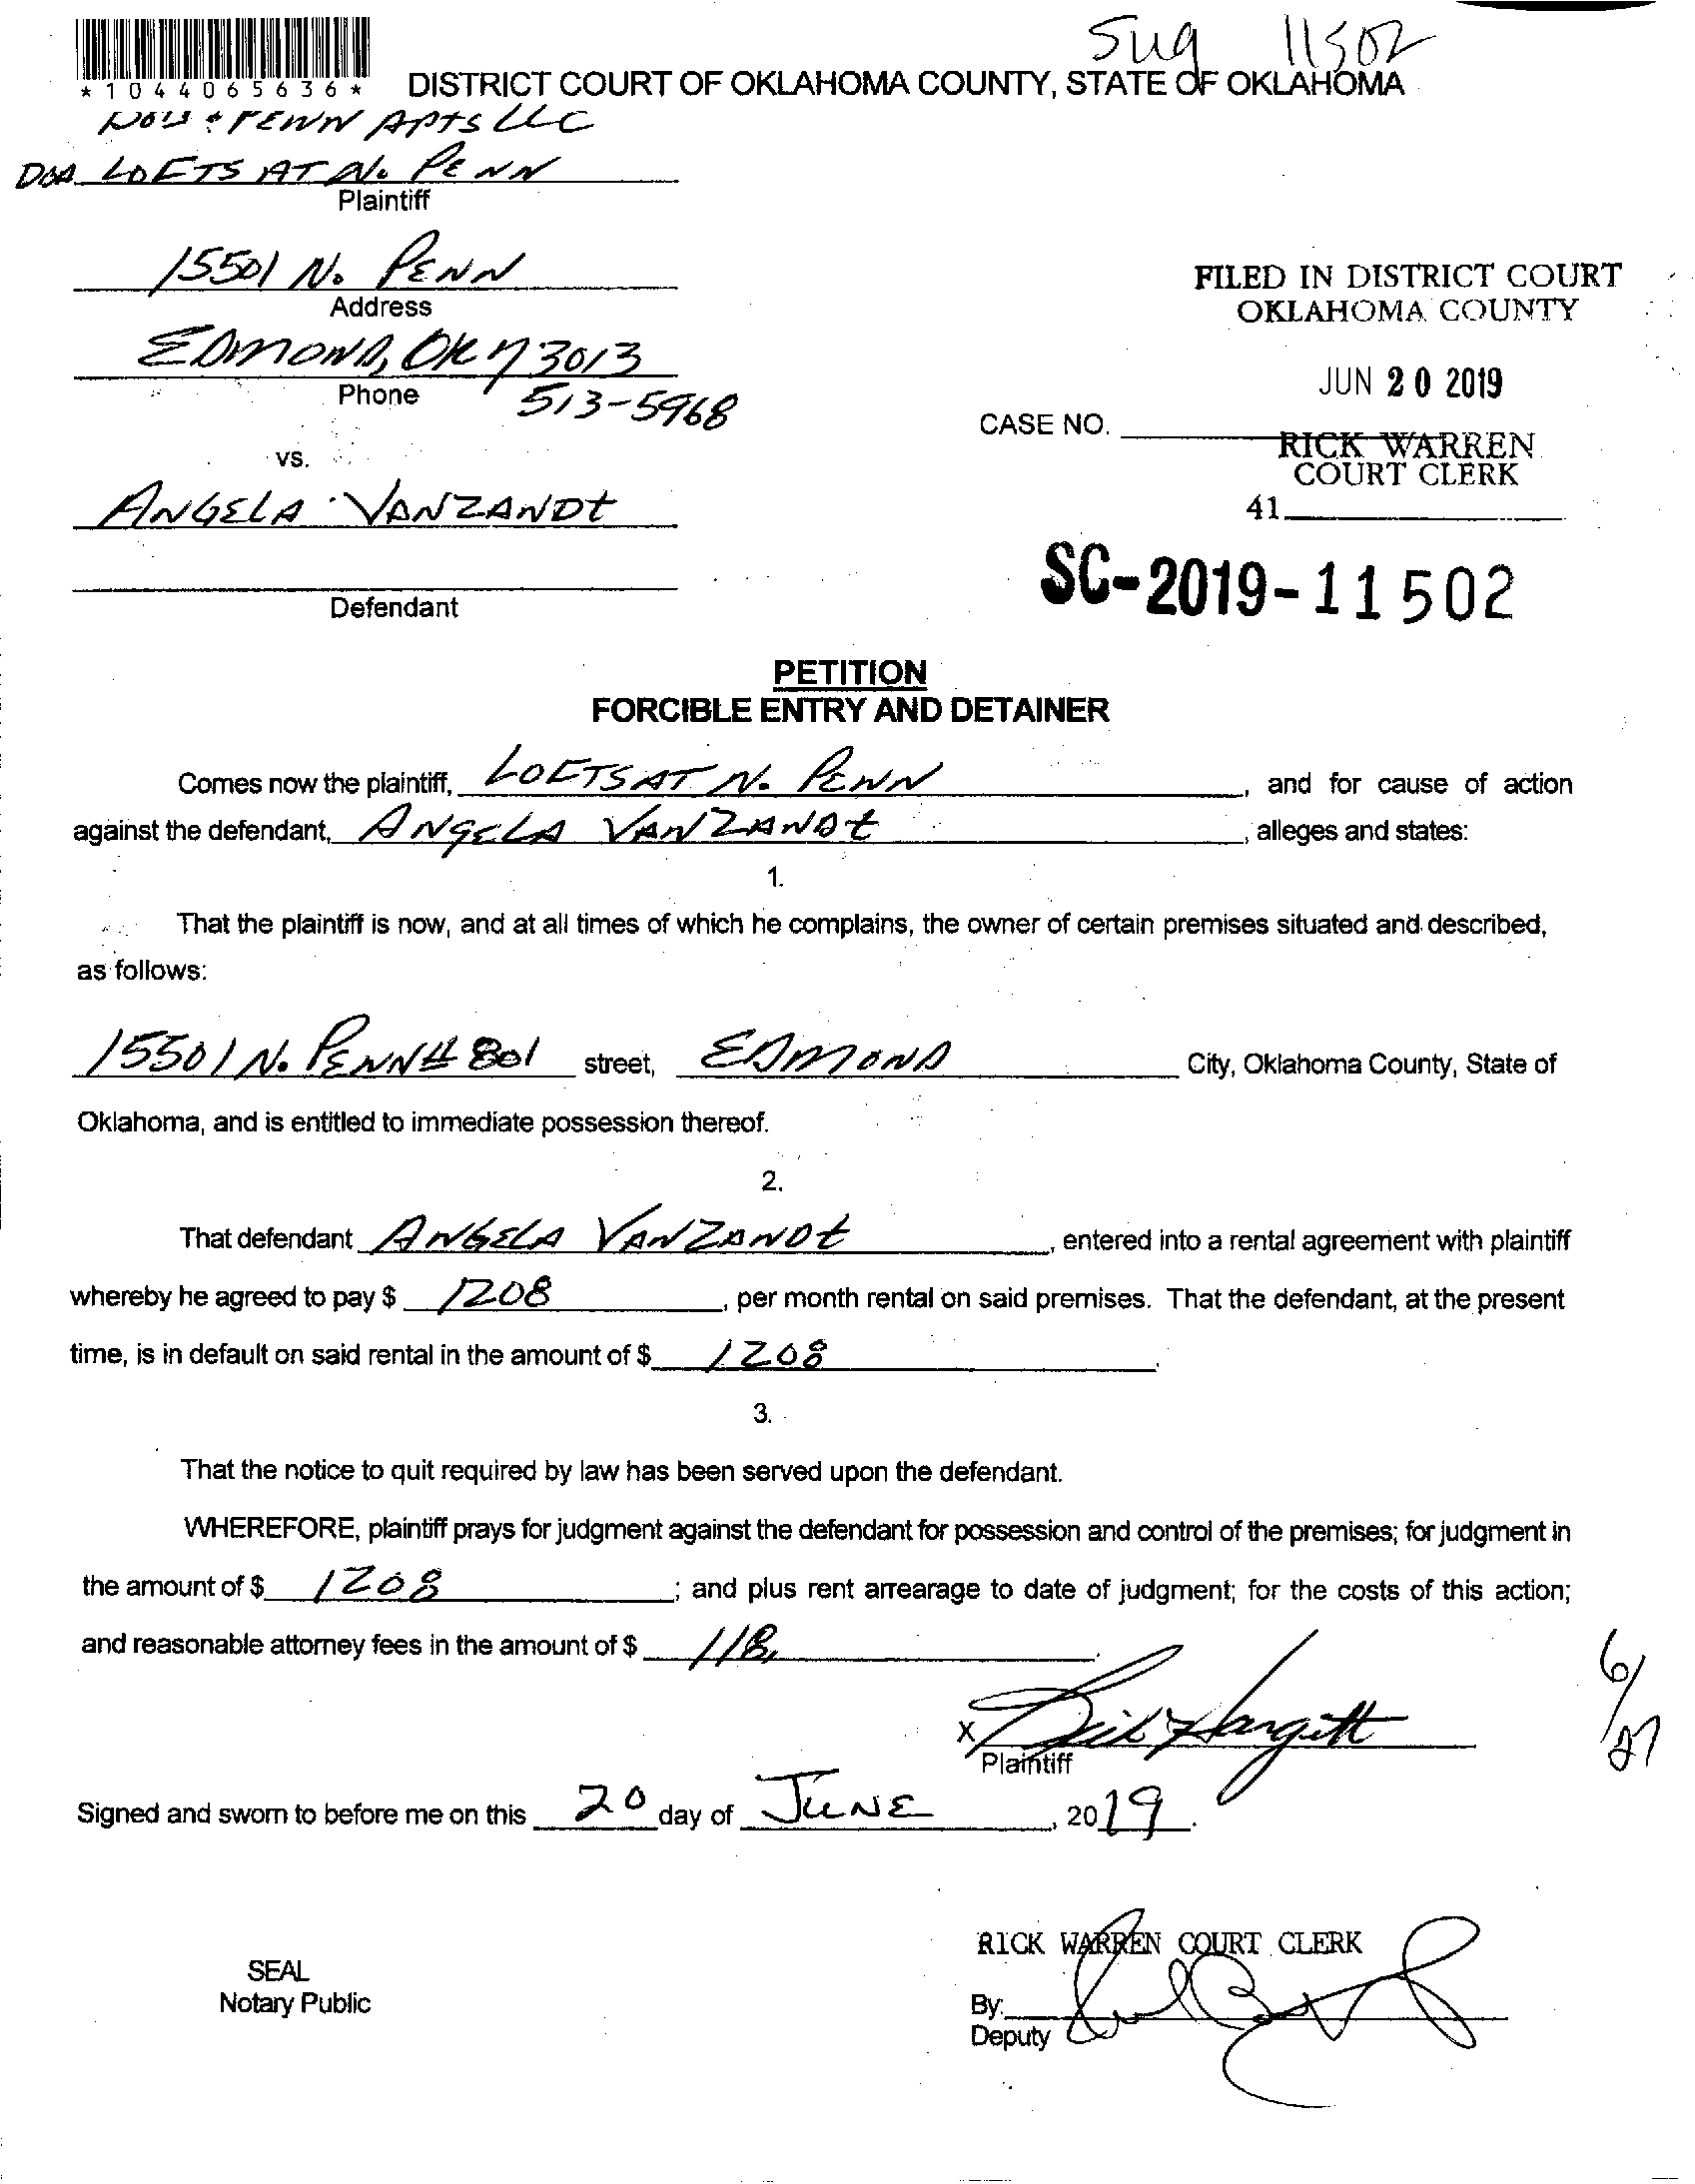 Sug 11502
*1044065636*
DISTRICT COURT OF OKLAHOMA COUNTY, STATE OF OKLAHOMA
& PENN APTS LLC
DBA LOFTS AT N. PENN
Plaintiff
15501 N. PENN
Address
EDMOND, OK 73013
Phone 513-5968
vs.
ANGELA VANZANDt
Defendant
FILED IN DISTRICT COURT
OKLAHOMA COUNTY
JUN 20 2019
CASE NO.
RICK WARREN
COURT CLERK
41
SC-2019-11502
PETITION
FORCIBLE ENTRY AND DETAINER
Comes now the plaintiff, LOFTS AT N. PENN, and for cause of action
against the defendant, ANGELA VANZANDt, alleges and states:
1.
That the plaintiff is now, and at all times of which he complains, the owner of certain premises situated and described,
as follows:
15501 N. PENN # 801 street, EDMOND City, Oklahoma County, State of
Oklahoma, and is entitled to immediate possession thereof.
2.
That defendant ANGELA VANZANDt, entered into a rental agreement with plaintiff
whereby he agreed to pay $ 1208, per month rental on said premises. That the defendant, at the present
time, is in default on said rental in the amount of $ 1208.
3.
That the notice to quit required by law has been served upon the defendant.
WHEREFORE, plaintiff prays for judgment against the defendant for possession and control of the premises; for judgment in
the amount of $ 1208; and plus rent arrearage to date of judgment; for the costs of this action;
and reasonable attorney fees in the amount of $ 118,.
6/27
X Hargett
Plaintiff
Signed and sworn to before me on this 20 day of JUNE, 2019.
RICK WARREN COURT CLERK
SEAL
Notary Public
By:
Deputy